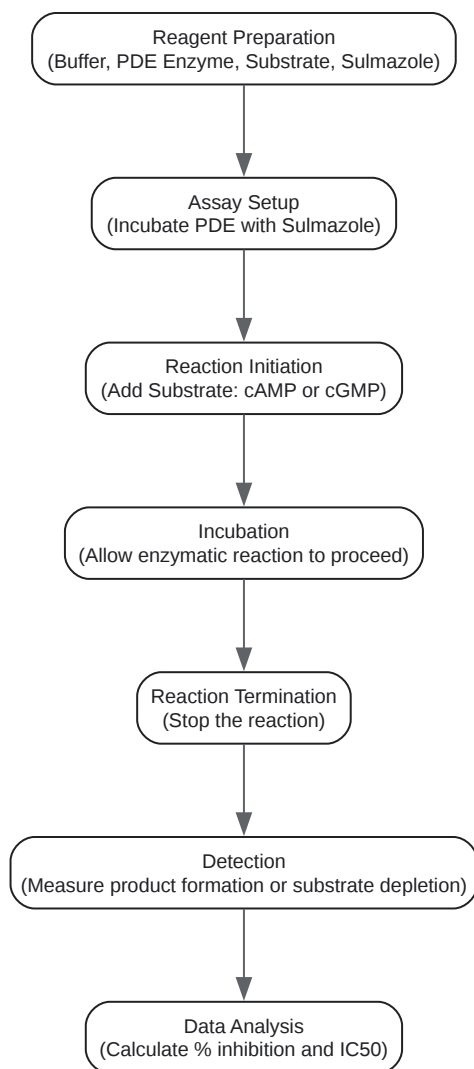 Reagent Preparation
(Buffer, PDE Enzyme, Substrate, Sulmazole)
Assay Setup
(Incubate PDE with Sulmazole)
Reaction Initiation
(Add Substrate: cAMP or cGMP)
Incubation
(Allow enzymatic reaction to proceed)
Reaction Termination
(Stop the reaction)
Detection
(Measure product formation or substrate depletion)
Data Analysis
(Calculate % inhibition and IC50)